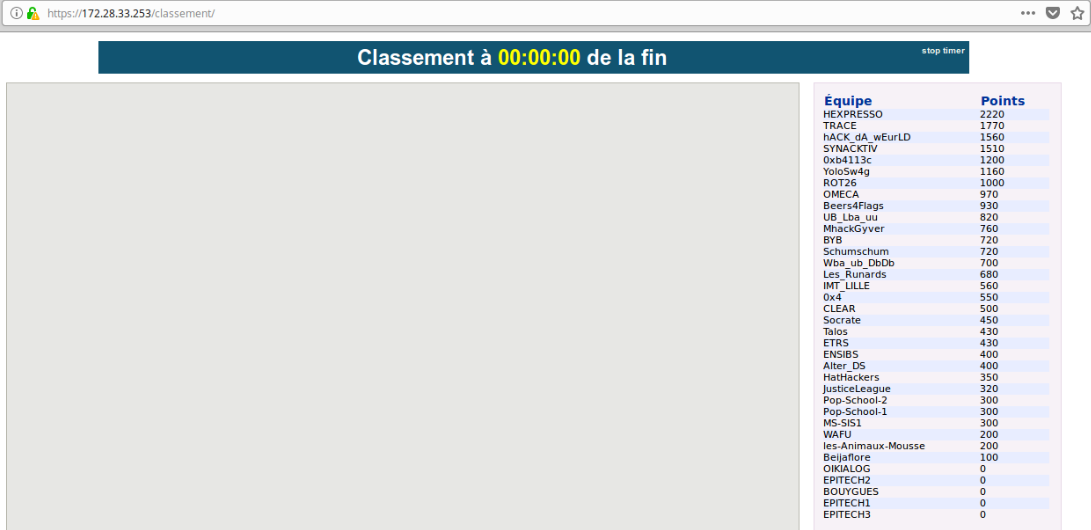 https://172.28.33.253/classement/
Classement à 00:00:00 de la fin
stop timer
Équipe Points
HEXPRESSO 2220
TRACE 1770
hACK_dA_wEurLD 1560
SYNACKTIV 1510
0xb4113c 1200
YoloSw4g 1160
ROT26 1000
OMECA 970
Beers4Flags 930
UB_Lba_uu 820
MhackGyver 760
BYB 720
Schumschum 720
Wba_ub_DbDb 700
Les_Runards 680
IMT_LILLE 560
0x4 550
CLEAR 500
Socrate 450
Talos 430
ETRS 430
ENSIBS 400
Alter_DS 400
HatHackers 350
JusticeLeague 320
Pop-School-2 300
Pop-School-1 300
MS-SIS1 300
WAFU 200
les-Animaux-Mousse 200
Beijaflore 100
OIKIALOG 0
EPITECH2 0
BOUYGUES 0
EPITECH1 0
EPITECH3 0